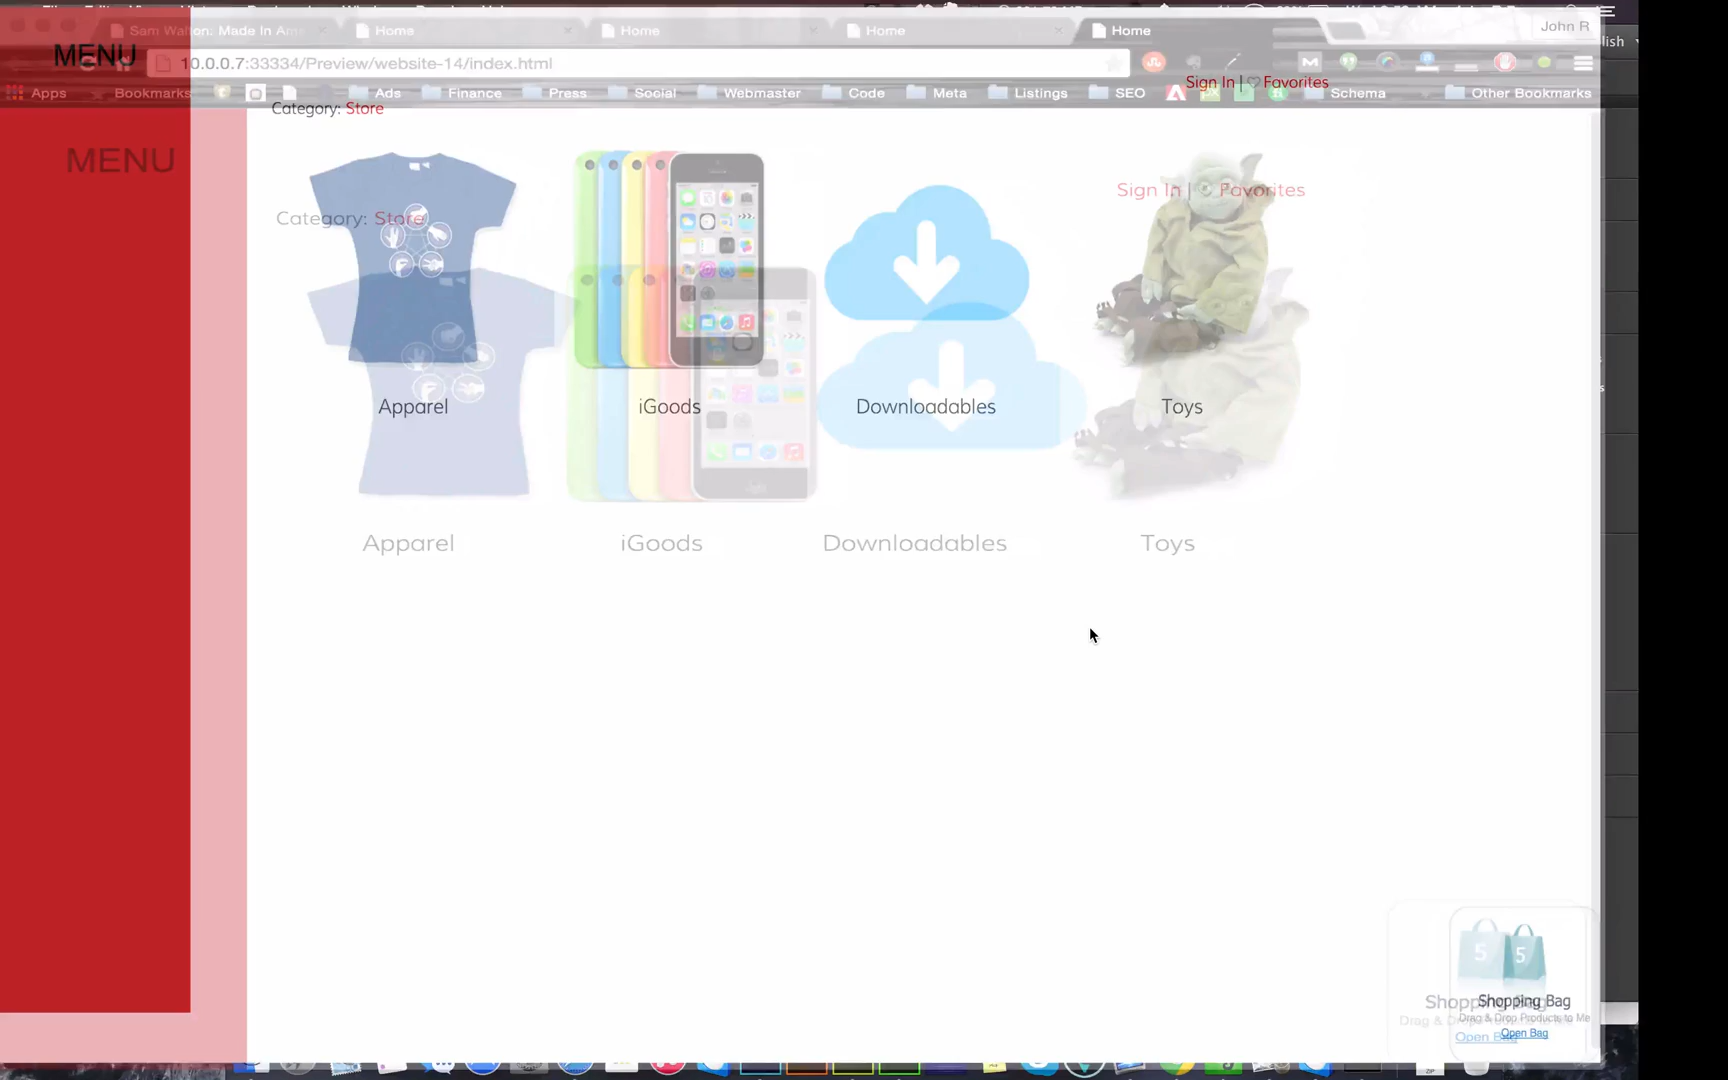 Sam Walton: Made In Am
Home
Home
Home
Home
John R
lish
MENU
10.0.0.7:33334/Preview/website-14/index.html
Sign In | ♡ Favorites
Apps
Bookmarks
Ads
Finance
Press
Social
Webmaster
Code
Meta
Listings
SEO
Schema
Other Bookmarks
Category: Store
MENU
Sign In | Favorites
Category: Store
Apparel
iGoods
Downloadables
Toys
Apparel
iGoods
Downloadables
Toys
5
5
Shopping Bag
Drag & Drop Products to Me
Open Bag